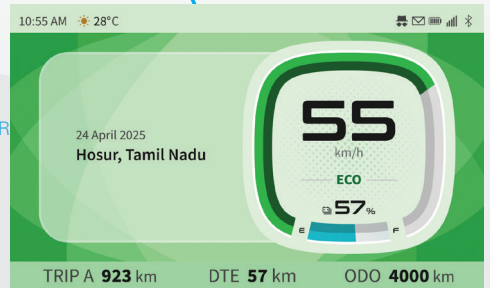 10:55 AM 28°C
R
24 April 2025
Hosur, Tamil Nadu
55
km/h
ECO
57%
E F
TRIP A 923 km DTE 57 km ODO 4000 km